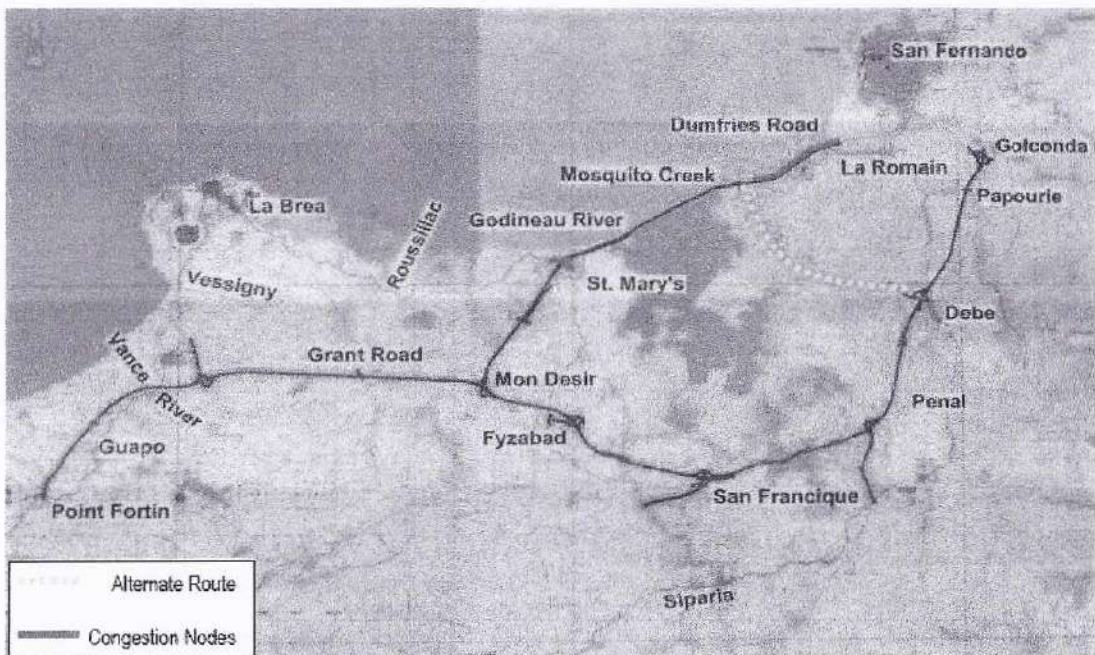 San Fernando
Dumfries Road
Golconda
La Romain
Mosquito Creek
Papourie
La Brea
Godineau River
Roussillac
Vessigny
St. Mary's
Debe
Vance River
Grant Road
Mon Desir
Penal
Guapo
Fyzabad
San Francique
Point Fortin
Siparia
Alternate Route
Congestion Nodes